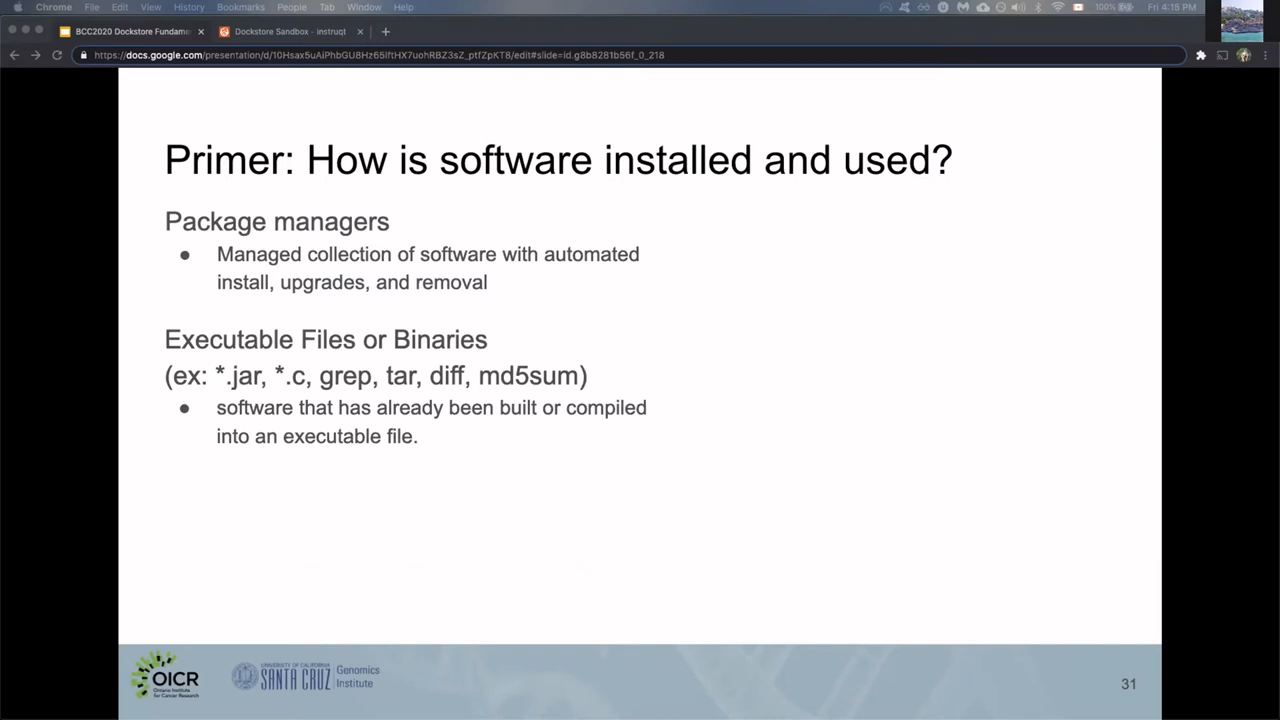 Chrome File Edit View History Bookmarks People Tab Window Help 100% Fri 4:15 PM
BCC2020 Dockstore Fundame Dockstore Sandbox - instruqt
https://docs.google.com/presentation/d/10Hsax5uAiPhbGU8Hz65iftHX7uohRBZ3sZ_ptfZpKT8/edit#slide=id.g8b8281b56f_0_218
Primer: How is software installed and used?
Package managers
● Managed collection of software with automated
install, upgrades, and removal
Executable Files or Binaries
(ex: *.jar, *.c, grep, tar, diff, md5sum)
● software that has already been built or compiled
into an executable file.
OICR
Ontario Institute
for Cancer Research
UNIVERSITY OF CALIFORNIA
SANTA CRUZ
Genomics
Institute
31